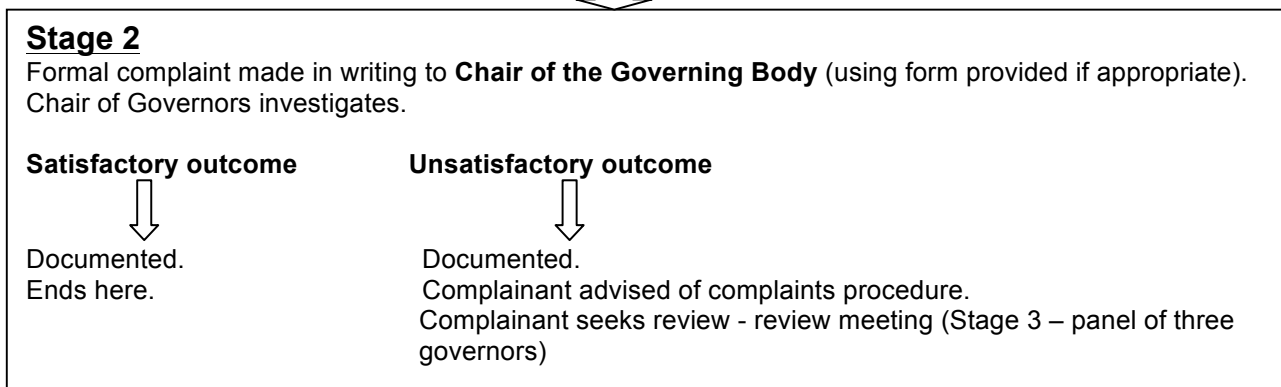 Stage 2
Formal complaint made in writing to Chair of the Governing Body (using form provided if appropriate).
Chair of Governors investigates.
Satisfactory outcome
Unsatisfactory outcome
Documented.
Ends here.
Documented.
Complainant advised of complaints procedure.
Complainant seeks review - review meeting (Stage 3 – panel of three
governors)